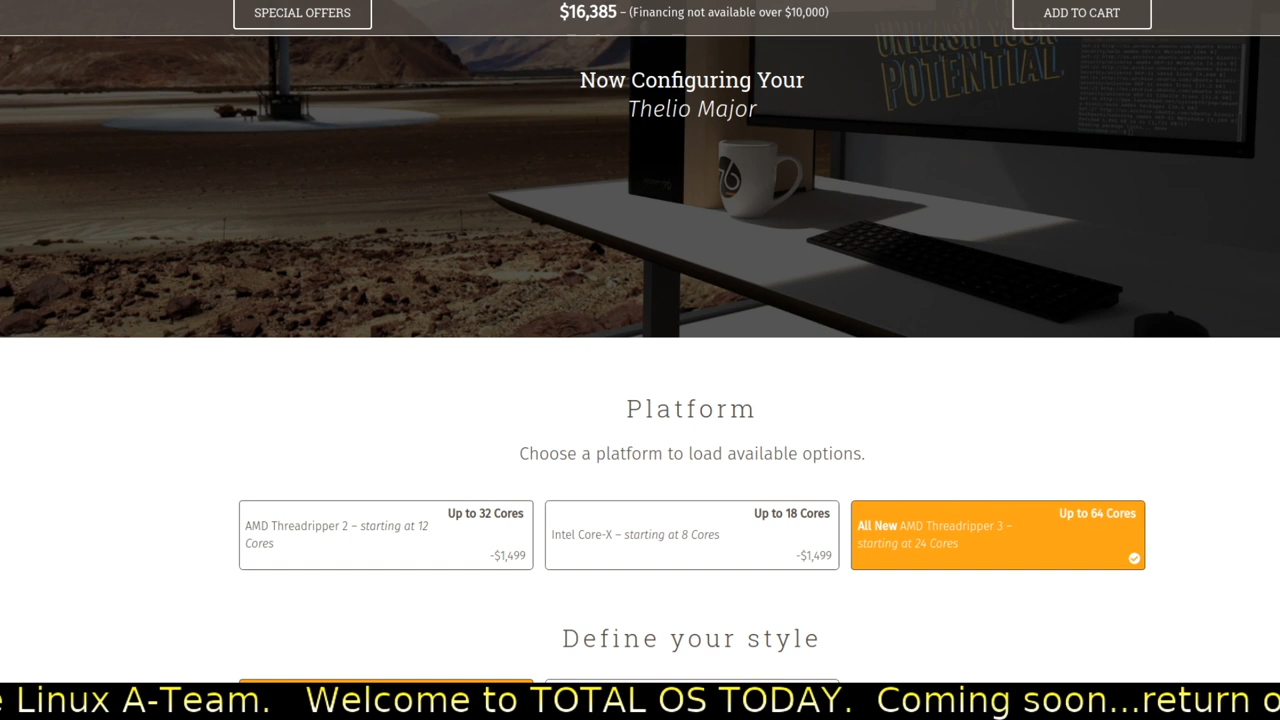 SPECIAL OFFERS
$16,385 – (Financing not available over $10,000)
ADD TO CART
UNLEASH YOUR
POTENTIAL
Now Configuring Your
Thelio Major
Platform
Choose a platform to load available options.
Up to 32 Cores
AMD Threadripper 2 – starting at 12
Cores
-$1,499
Up to 18 Cores
Intel Core-X – starting at 8 Cores
-$1,499
Up to 64 Cores
All New AMD Threadripper 3 –
starting at 24 Cores
Define your style
Linux A-Team. Welcome to TOTAL OS TODAY. Coming soon...return